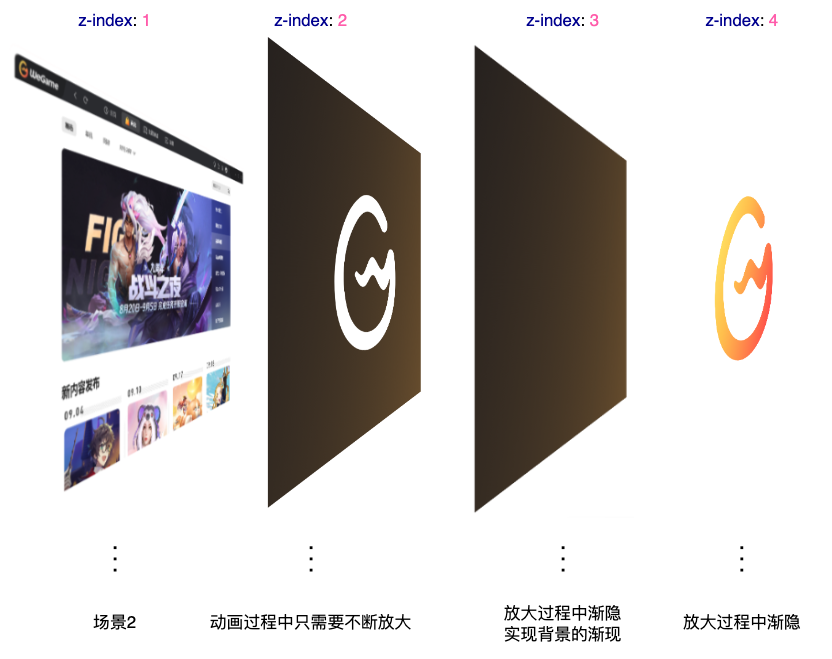 z-index: 1
z-index: 2
z-index: 3
z-index: 4
WeGame
FIG
战斗之夜
新内容发布
09.04
09.10
场景2
动画过程中只需要不断放大
放大过程中渐隐
实现背景的渐现
放大过程中渐隐